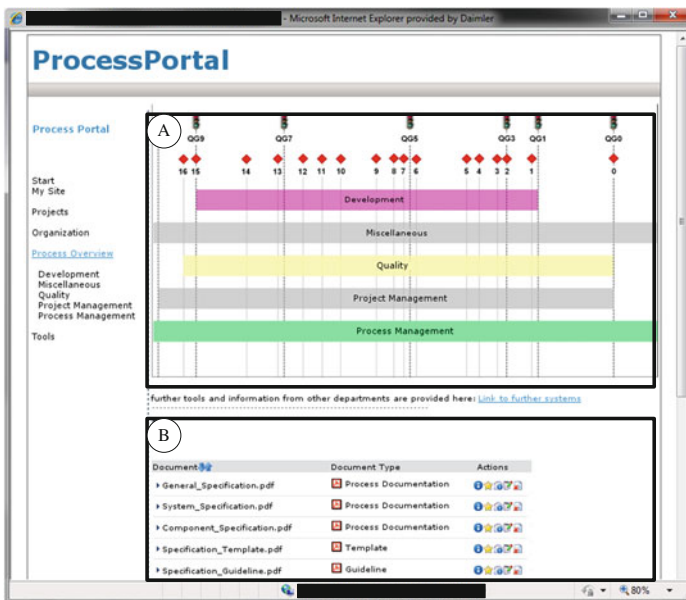 - Microsoft Internet Explorer provided by Daimler
ProcessPortal
Process Portal
Start
My Site
Projects
Organization
Process Overview
Development
Miscellaneous
Quality
Project Management
Process Management
Tools
A
QG9 QG7 QG5 QG3 QG1 QG0
16 15 14 13 12 11 10 9 8 7 6 5 4 3 2 1 0
Development
Miscellaneous
Quality
Project Management
Process Management
further tools and information from other departments are provided here: Link to further systems
B
Document Document Type Actions
General_Specification.pdf Process Documentation
System_Specification.pdf Process Documentation
Component_Specification.pdf Process Documentation
Specification_Template.pdf Template
Specification_Guideline.pdf Guideline
80%